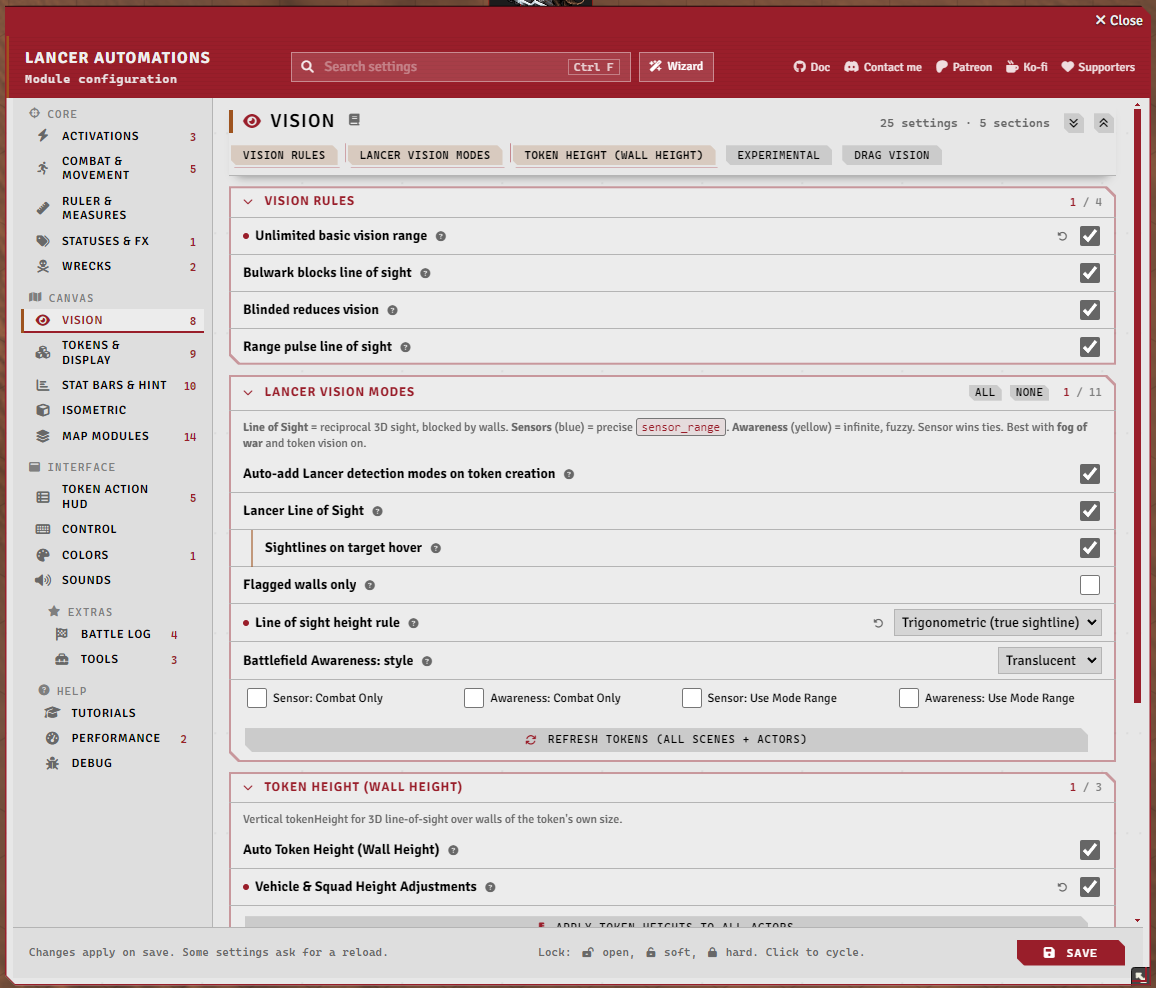 Close
LANCER AUTOMATIONS
Module configuration
Search settings
Ctrl F
Wizard
Doc
Contact me
Patreon
Ko-fi
Supporters
CORE
ACTIVATIONS 3
COMBAT &
MOVEMENT 5
RULER &
MEASURES
STATUSES & FX 1
WRECKS 2
CANVAS
VISION 8
TOKENS &
DISPLAY 9
STAT BARS & HINT 10
ISOMETRIC
MAP MODULES 14
INTERFACE
TOKEN ACTION
HUD 5
CONTROL
COLORS 1
SOUNDS
EXTRAS
BATTLE LOG 4
TOOLS 3
HELP
TUTORIALS
PERFORMANCE 2
DEBUG
VISION
25 settings · 5 sections
VISION RULES
LANCER VISION MODES
TOKEN HEIGHT (WALL HEIGHT)
EXPERIMENTAL
DRAG VISION
VISION RULES 1 / 4
Unlimited basic vision range
Bulwark blocks line of sight
Blinded reduces vision
Range pulse line of sight
LANCER VISION MODES ALL NONE 1 / 11
Line of Sight = reciprocal 3D sight, blocked by walls. Sensors (blue) = precise sensor_range. Awareness (yellow) = infinite, fuzzy. Sensor wins ties. Best with fog of
war and token vision on.
Auto-add Lancer detection modes on token creation
Lancer Line of Sight
Sightlines on target hover
Flagged walls only
Line of sight height rule Trigonometric (true sightline)
Battlefield Awareness: style Translucent
Sensor: Combat Only
Awareness: Combat Only
Sensor: Use Mode Range
Awareness: Use Mode Range
REFRESH TOKENS (ALL SCENES + ACTORS)
TOKEN HEIGHT (WALL HEIGHT) 1 / 3
Vertical tokenHeight for 3D line-of-sight over walls of the token's own size.
Auto Token Height (Wall Height)
Vehicle & Squad Height Adjustments
APPLY TOKEN HEIGHTS TO ALL ACTORS
Changes apply on save. Some settings ask for a reload.
Lock: open, soft, hard. Click to cycle.
SAVE